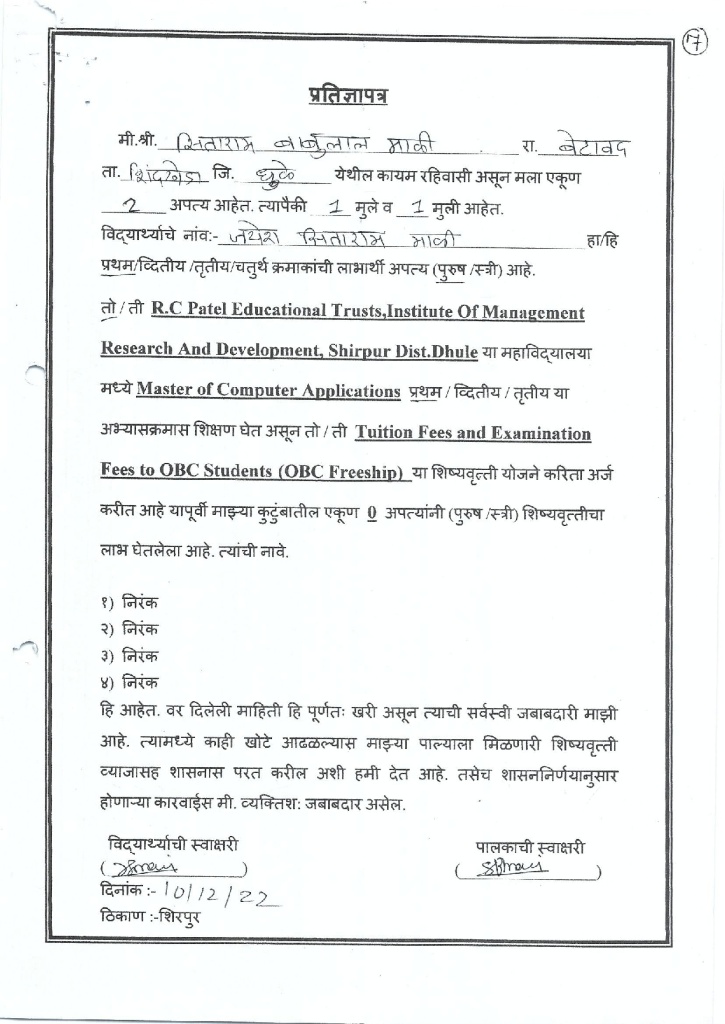 17
प्रतिज्ञापत्र
मी.श्री. सिताराम बाबुलाल माळी रा. बेटावद
ता. शिंदखेडा जि. धुळे येथील कायम रहिवासी असून मला एकूण
2 अपत्य आहेत. त्यापैकी 1 मुले व 1 मुली आहेत.
विद्यार्थ्याचे नांवः- जयेश सिताराम माळी हा/हि
प्रथम/व्दितीय /तृतीय/चतुर्थ क्रमाकांची लाभार्थी अपत्य (पुरुष /स्त्री) आहे.
तो / ती R.C Patel Educational Trusts,Institute Of Management
Research And Development, Shirpur Dist.Dhule या महाविद्यालया
मध्ये Master of Computer Applications प्रथम / व्दितीय / तृतीय या
अभ्यासक्रमास शिक्षण घेत असून तो / ती Tuition Fees and Examination
Fees to OBC Students (OBC Freeship) या शिष्यवृत्ती योजने करिता अर्ज
करीत आहे यापूर्वी माझ्या कुटुंबातील एकूण 0 अपत्यांनी (पुरुष /स्त्री) शिष्यवृत्तीचा
लाभ घेतलेला आहे. त्यांची नावे.
१) निरंक
२) निरंक
३) निरंक
४) निरंक
हि आहेत. वर दिलेली माहिती हि पूर्णतः खरी असून त्याची सर्वस्वी जबाबदारी माझी
आहे. त्यामध्ये काही खोटे आढळल्यास माझ्या पाल्याला मिळणारी शिष्यवृत्ती
व्याजासह शासनास परत करील अशी हमी देत आहे. तसेच शासननिर्णयानुसार
होणाऱ्या कारवाईस मी. व्यक्तिश: जबाबदार असेल.
विद्यार्थ्याची स्वाक्षरी पालकाची स्वाक्षरी
( ) ( )
दिनांक :- 10/12/22
ठिकाण :-शिरपुर